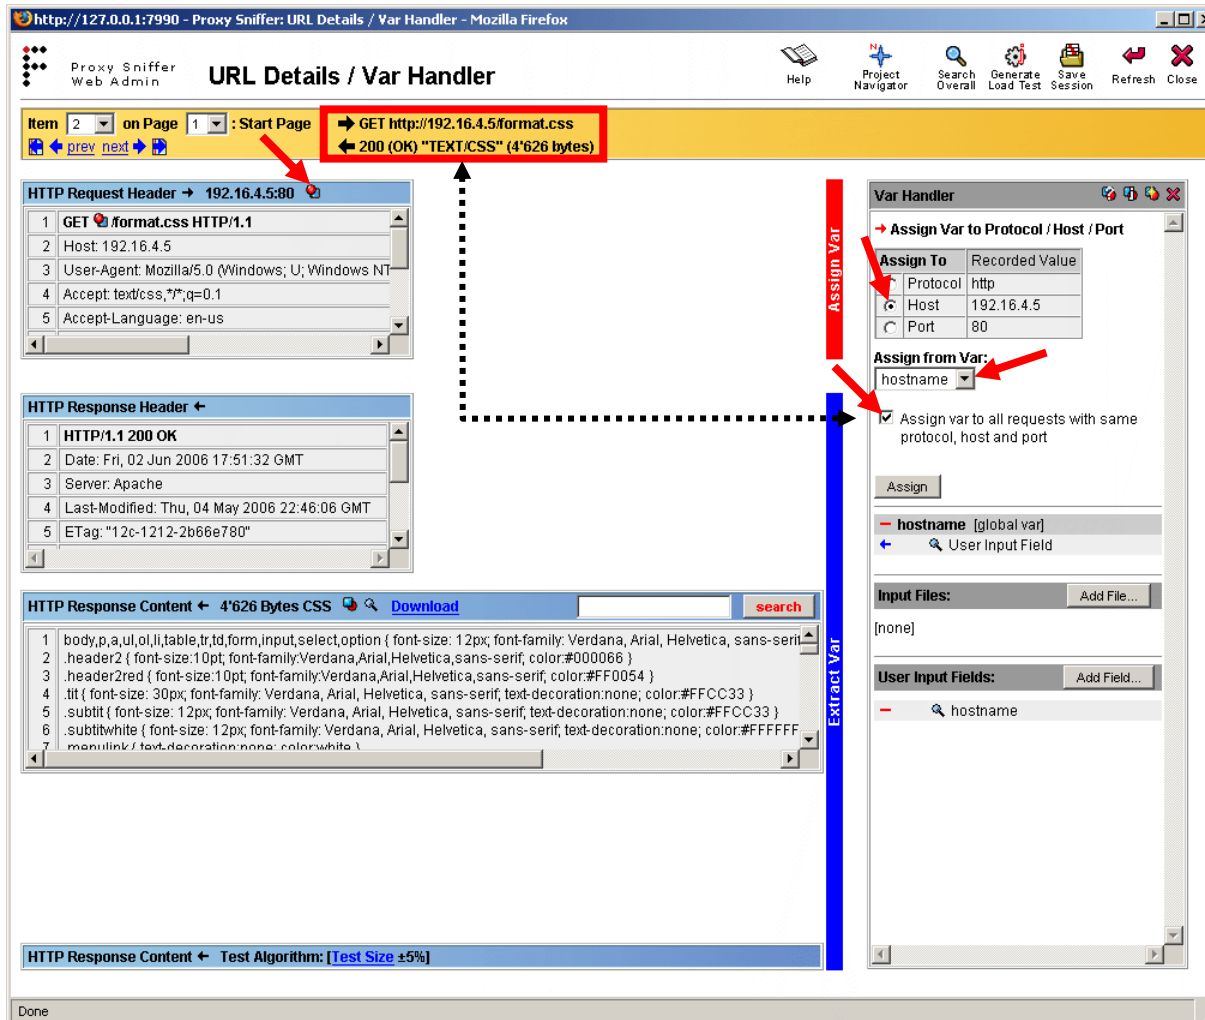 http://127.0.0.1:7990 - Proxy Sniffer: URL Details / Var Handler - Mozilla Firefox
Proxy Sniffer
Web Admin
URL Details / Var Handler
Help
Project Navigator
Search Overall
Generate Load Test
Save Session
Refresh
Close
Item 2 on Page 1 : Start Page
prev next
GET http://192.16.4.5/format.css
200 (OK) "TEXT/CSS" (4'626 bytes)
HTTP Request Header → 192.16.4.5:80
1 GET /format.css HTTP/1.1
2 Host: 192.16.4.5
3 User-Agent: Mozilla/5.0 (Windows; U; Windows NT
4 Accept: text/css,*/*;q=0.1
5 Accept-Language: en-us
HTTP Response Header ←
1 HTTP/1.1 200 OK
2 Date: Fri, 02 Jun 2006 17:51:32 GMT
3 Server: Apache
4 Last-Modified: Thu, 04 May 2006 22:46:06 GMT
5 ETag: "12c-1212-2b66e780"
HTTP Response Content ← 4'626 Bytes CSS Download search
1 body,p,a,ul,ol,li,table,tr,td,form,input,select,option { font-size: 12px; font-family: Verdana, Arial, Helvetica, sans-serif
2 .header2 { font-size:10pt; font-family:Verdana,Arial,Helvetica,sans-serif; color:#000066 }
3 .header2red { font-size:10pt; font-family:Verdana,Arial,Helvetica,sans-serif; color:#FF0054 }
4 .tit { font-size: 30px; font-family: Verdana, Arial, Helvetica, sans-serif; text-decoration:none; color:#FFCC33 }
5 .subtit { font-size: 12px; font-family: Verdana, Arial, Helvetica, sans-serif; text-decoration:none; color:#FFCC33 }
6 .subtitwhite { font-size: 12px; font-family: Verdana, Arial, Helvetica, sans-serif; text-decoration:none; color:#FFFFFF
7 .menulink { text-decoration:none; color:white }
HTTP Response Content ← Test Algorithm: [Test Size ±5%]
Assign Var
Extract Var
Var Handler
→ Assign Var to Protocol / Host / Port
Assign To Recorded Value
Protocol http
Host 192.16.4.5
Port 80
Assign from Var:
hostname
Assign var to all requests with same
protocol, host and port
Assign
hostname [global var]
User Input Field
Input Files: Add File...
[none]
User Input Fields: Add Field...
hostname
Done